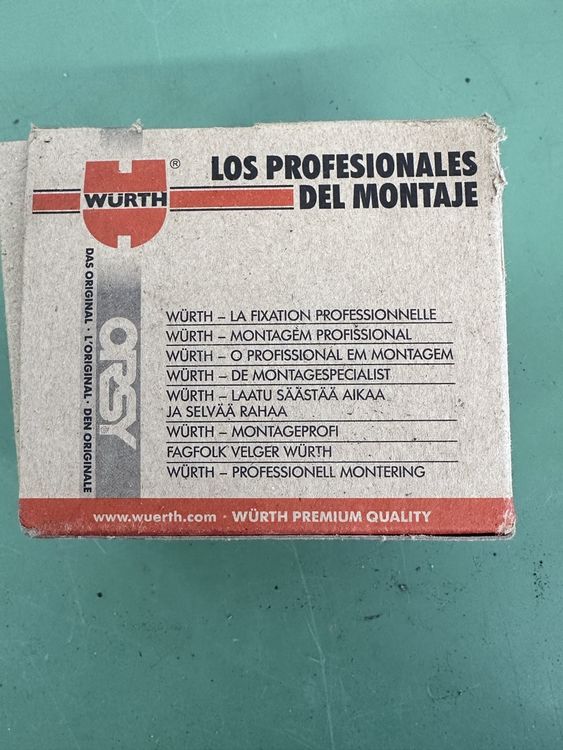 WÜRTH®
LOS PROFESIONALES
DEL MONTAJE
DAS ORIGINAL · L'ORIGINAL · DEN ORIGINALE
ORSY®
WÜRTH – LA FIXATION PROFESSIONNELLE
WÜRTH – MONTAGEM PROFISSIONAL
WÜRTH – O PROFISSIONAL EM MONTAGEM
WÜRTH – DE MONTAGESPECIALIST
WÜRTH – LAATU SÄÄSTÄÄ AIKAA
JA SELVÄÄ RAHAA
WÜRTH – MONTAGEPROFI
FAGFOLK VELGER WÜRTH
WÜRTH – PROFESSIONELL MONTERING
www.wuerth.com · WÜRTH PREMIUM QUALITY